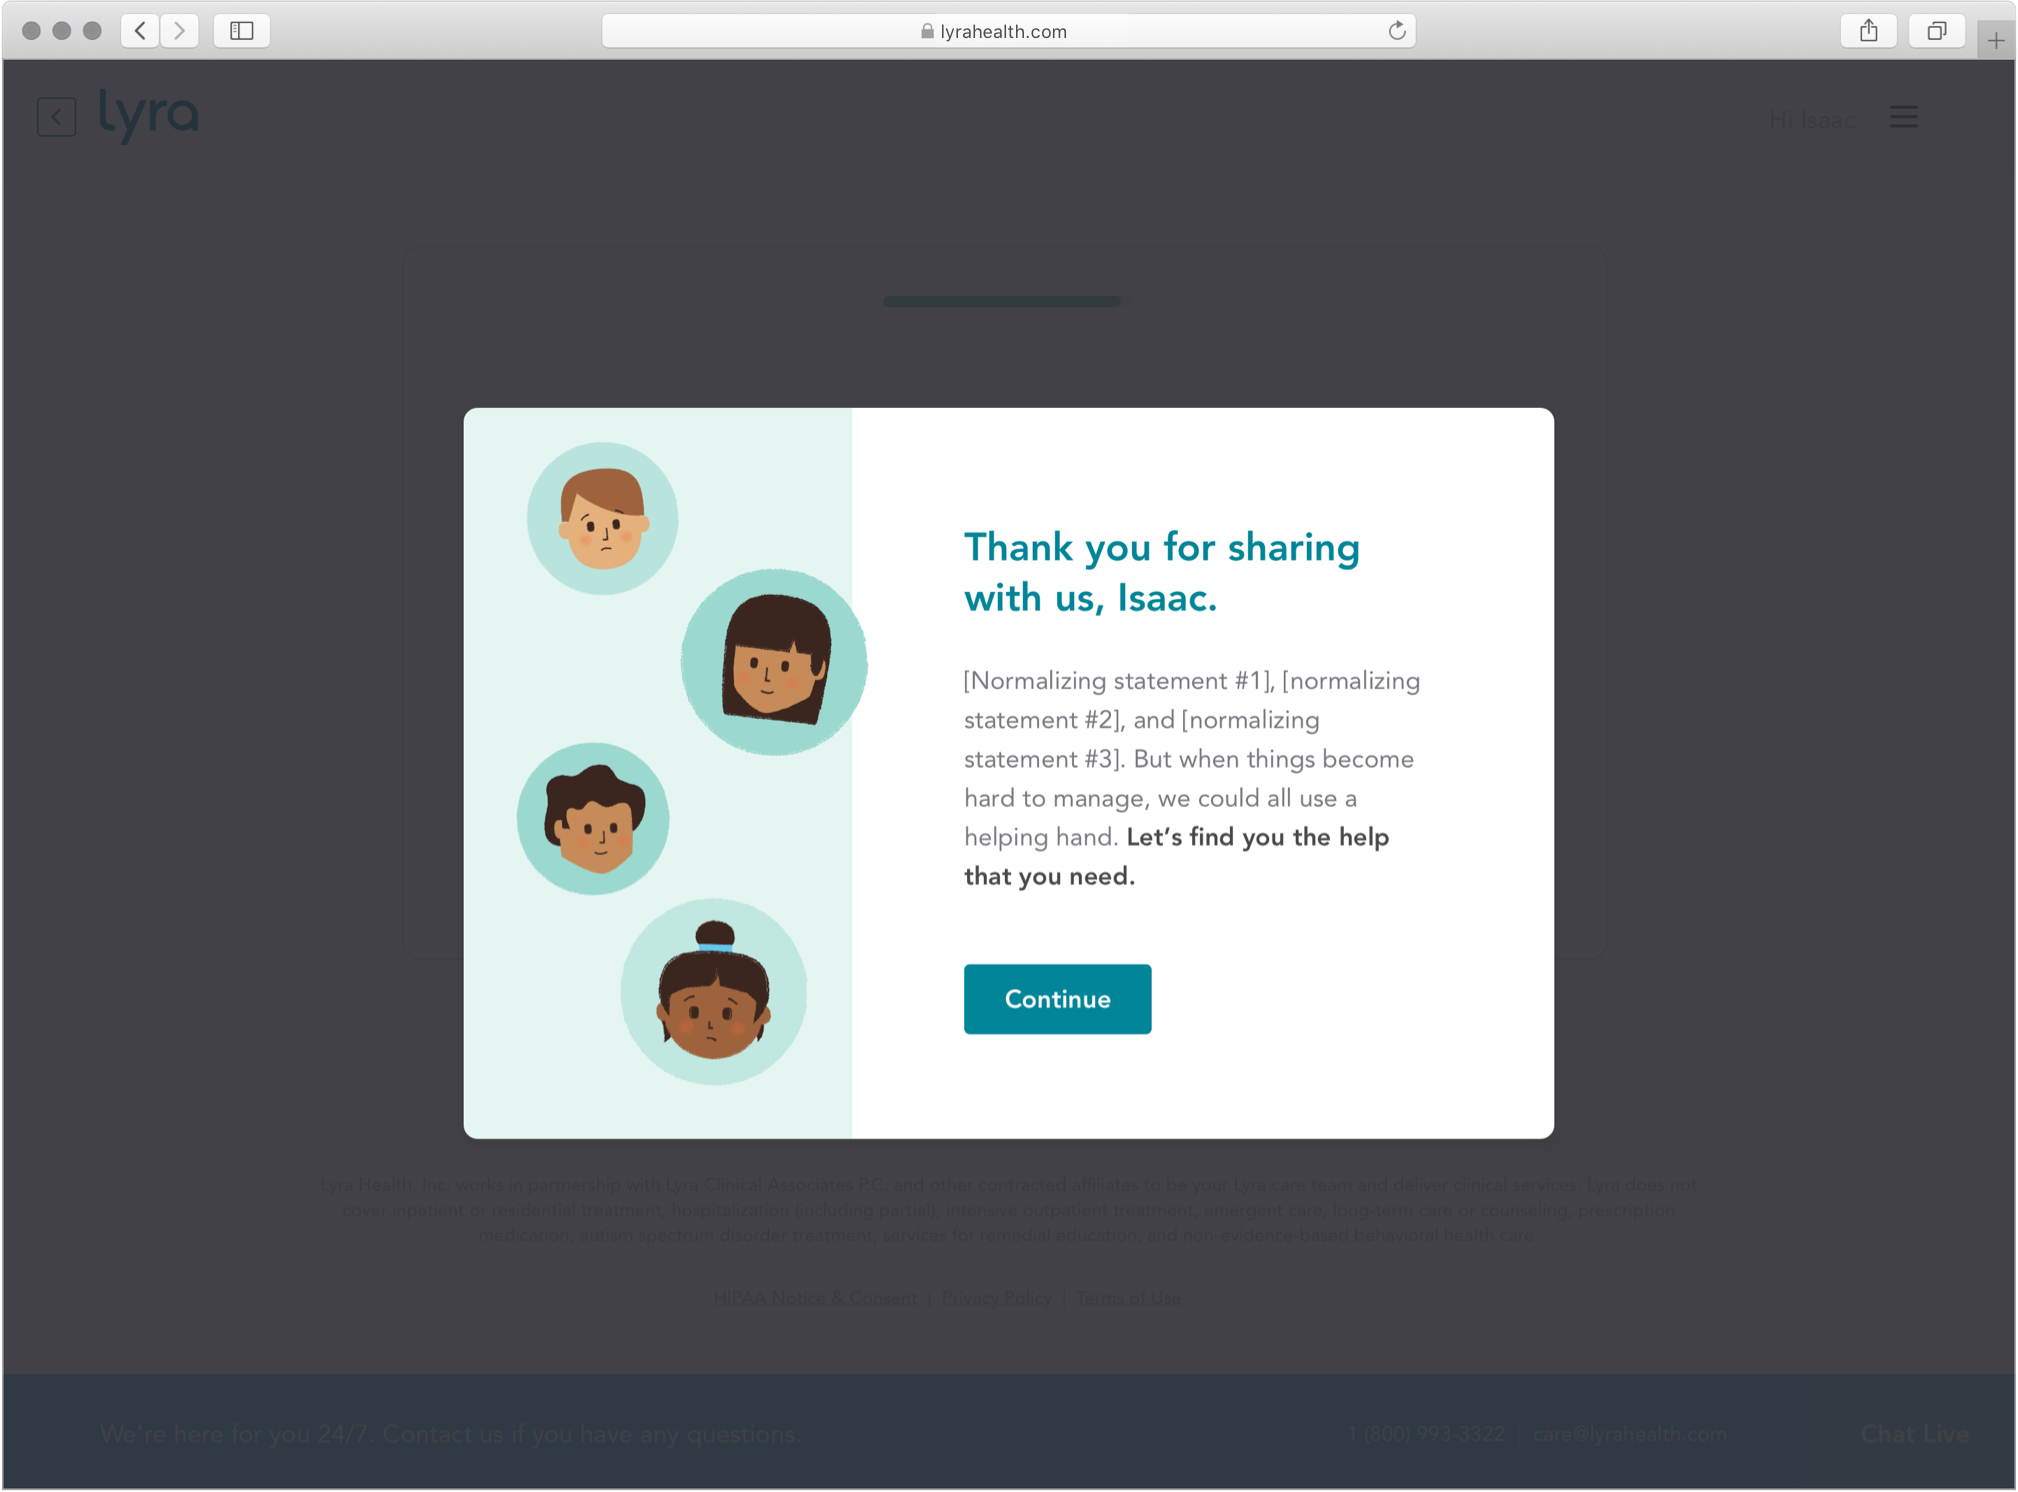 lyrahealth.com
lyra
Hi Isaac
Thank you for sharing
with us, Isaac.
[Normalizing statement #1], [normalizing
statement #2], and [normalizing
statement #3]. But when things become
hard to manage, we could all use a
helping hand. Let’s find you the help
that you need.
Continue
Lyra Health, Inc. works in partnership with Lyra Clinical Associates P.C. and other contracted affiliates to be your Lyra care team and deliver clinical services. Lyra does not
cover inpatient or residential treatment, hospitalization (including partial), intensive outpatient treatment, emergent care, long-term care or counseling, prescription
medication, autism spectrum disorder treatment, services for remedial education, and non-evidence-based behavioral health care.
HIPAA Notice & Consent | Privacy Policy | Terms of Use
We’re here for you 24/7. Contact us if you have any questions.
1 (800) 993-3322 | care@lyrahealth.com
Chat Live